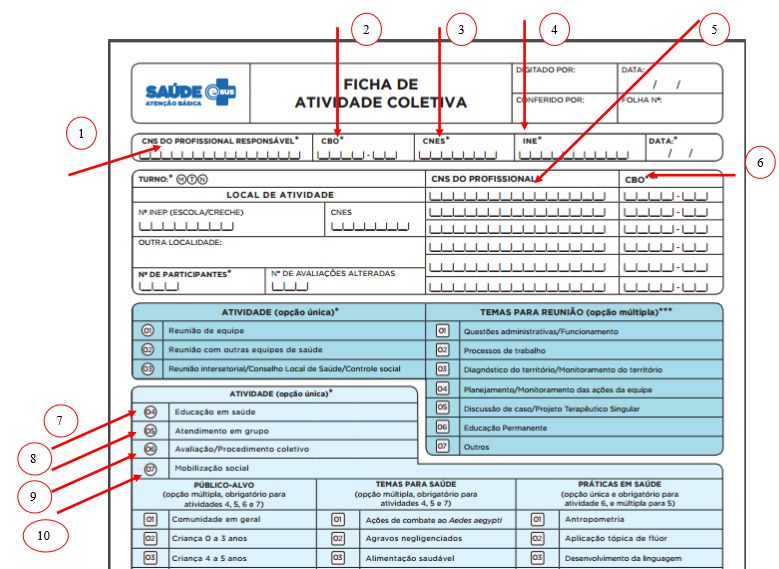 1
2
3
4
5
6
7
8
9
10
SAÚDE e SUS
ATENÇÃO BÁSICA
FICHA DE
ATIVIDADE COLETIVA
DIGITADO POR:
DATA:
/ /
CONFERIDO POR:
FOLHA Nº:
CNS DO PROFISSIONAL RESPONSÁVEL*
CBO*
CNES*
INE*
DATA:*
/ /
TURNO:* M T N
LOCAL DE ATIVIDADE
Nº INEP (ESCOLA/CRECHE)
CNES
OUTRA LOCALIDADE:
Nº DE PARTICIPANTES*
Nº DE AVALIAÇÕES ALTERADAS
CNS DO PROFISSIONAL
CBO**
ATIVIDADE (opção única)*
01 Reunião de equipe
02 Reunião com outras equipes de saúde
03 Reunião intersetorial/Conselho Local de Saúde/Controle social
TEMAS PARA REUNIÃO (opção múltipla)***
01 Questões administrativas/Funcionamento
02 Processos de trabalho
03 Diagnóstico do território/Monitoramento do território
04 Planejamento/Monitoramento das ações da equipe
05 Discussão de caso/Projeto Terapêutico Singular
06 Educação Permanente
07 Outros
ATIVIDADE (opção única)*
04 Educação em saúde
05 Atendimento em grupo
06 Avaliação/Procedimento coletivo
07 Mobilização social
PÚBLICO-ALVO
(opção múltipla, obrigatório para
atividades 4, 5, 6 e 7)
01 Comunidade em geral
02 Criança 0 a 3 anos
03 Criança 4 a 5 anos
TEMAS PARA SAÚDE
(opção múltipla, obrigatório para
atividades 4, 5 e 7)
01 Ações de combate ao Aedes aegypti
02 Agravos negligenciados
03 Alimentação saudável
PRÁTICAS EM SAÚDE
(opção única e obrigatório para
atividade 6, e múltipla para 5)
01 Antropometria
02 Aplicação tópica de flúor
03 Desenvolvimento da linguagem